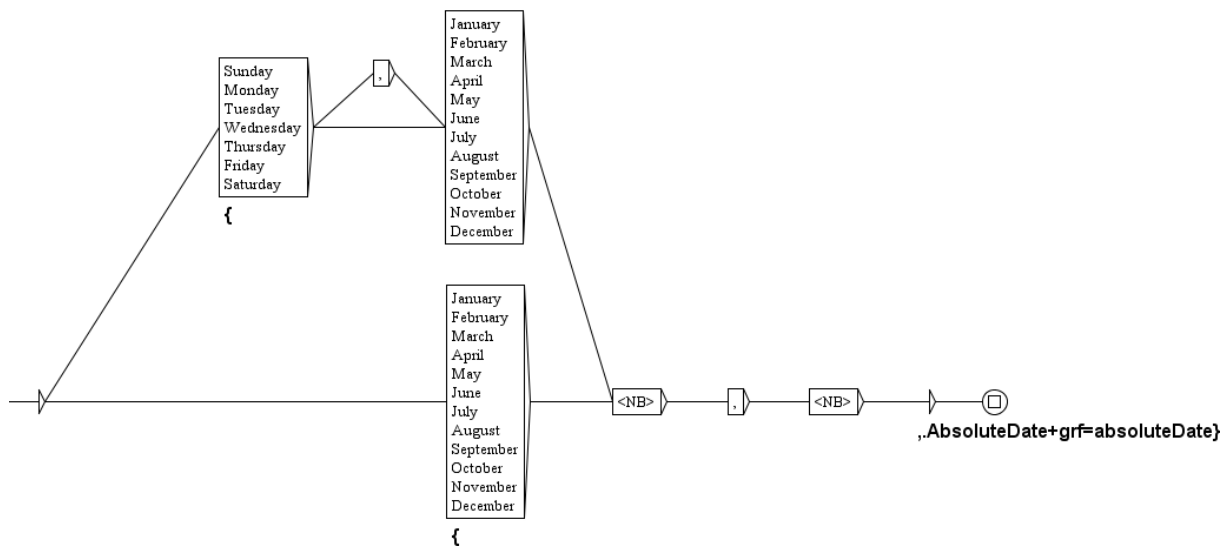 Sunday
Monday
Tuesday
Wednesday
Thursday
Friday
Saturday
{
,
January
February
March
April
May
June
July
August
September
October
November
December
January
February
March
April
May
June
July
August
September
October
November
December
{
<NB>
,
<NB>
,.AbsoluteDate+grf=absoluteDate}